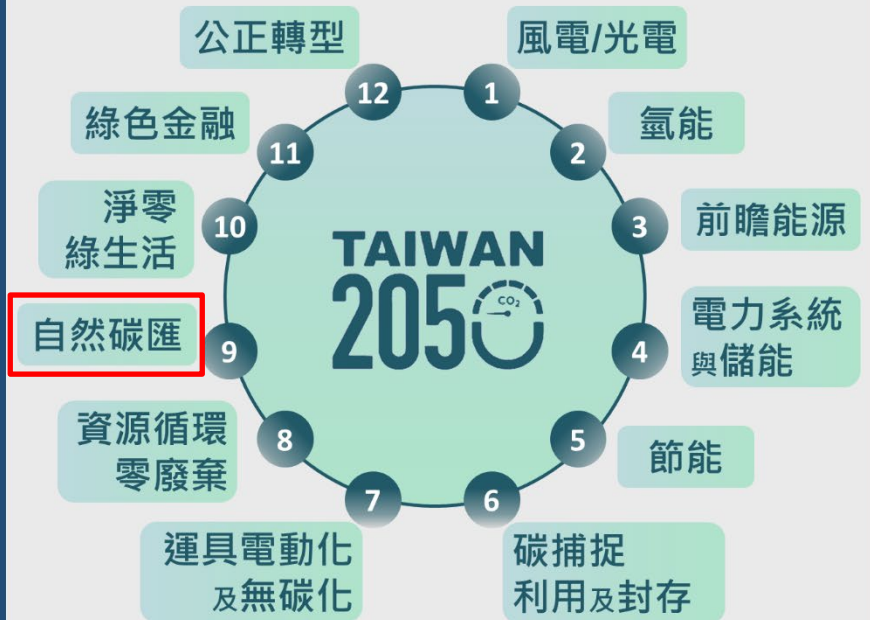 公正轉型
風電/光電
12
1
綠色金融
氫能
11
2
淨零
綠生活
10
3
前瞻能源
TAIWAN
2050
CO₂
自然碳匯
9
4
電力系統
與儲能
資源循環
零廢棄
8
5
節能
7
6
運具電動化
及無碳化
碳捕捉
利用及封存